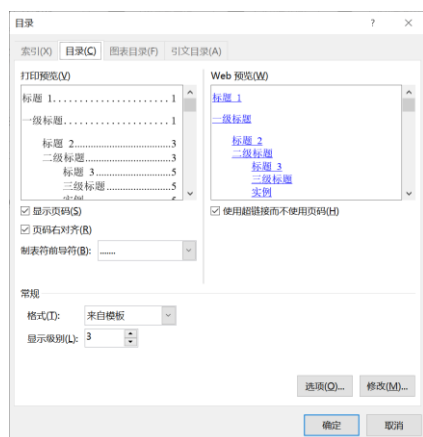 目录 ? ×
索引(X) 目录(C) 图表目录(F) 引文目录(A)
打印预览(V)
标题 1.....................1
一级标题...................1
标题 2.....................3
二级标题...................3
标题 3.....................5
三级标题...................5
实例.......................6
Web 预览(W)
标题 1
一级标题
标题 2
二级标题
标题 3
三级标题
实例
☑ 显示页码(S)
☑ 使用超链接而不使用页码(H)
☑ 页码右对齐(R)
制表符前导符(B): .......
常规
格式(T): 来自模板
显示级别(L): 3
选项(O)... 修改(M)...
确定 取消